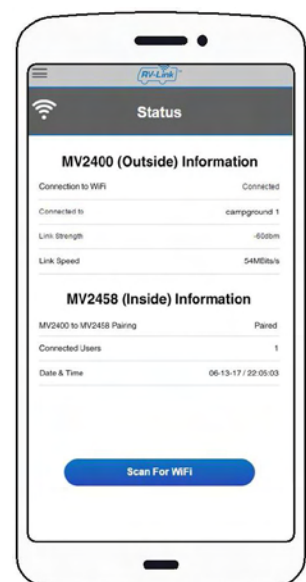 RV-Link
Status
MV2400 (Outside) Information
Connection to WiFi Connected
Connected to campground 1
Link Strength -60dbm
Link Speed 54MBits/s
MV2458 (Inside) Information
MV2400 to MV2458 Pairing Paired
Connected Users 1
Date & Time 06-13-17 / 22:05:03
Scan For WiFi